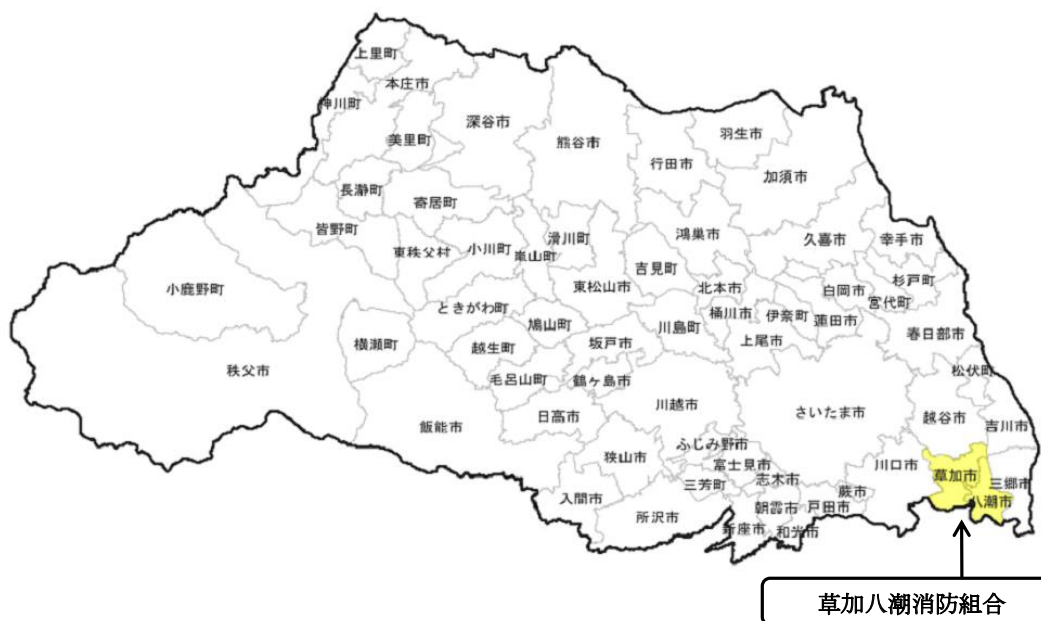 上里町
本庄市
神川町
美里町
深谷市
熊谷市
羽生市
行田市
加須市
長瀞町
寄居町
皆野町
東秩父村
小川町
嵐山町
滑川町
吉見町
鴻巣市
久喜市
幸手市
小鹿野町
東松山市
北本市
白岡市
杉戸町
宮代町
ときがわ町
鳩山町
川島町
桶川市
伊奈町
蓮田市
春日部市
横瀬町
越生町
坂戸市
上尾市
松伏町
秩父市
毛呂山町
鶴ヶ島市
飯能市
日高市
川越市
さいたま市
越谷市
吉川市
狭山市
ふじみ野市
富士見市
川口市
草加市
三郷市
入間市
三芳町
志木市
蕨市
八潮市
所沢市
朝霞市
戸田市
新座市
和光市
草加八潮消防組合